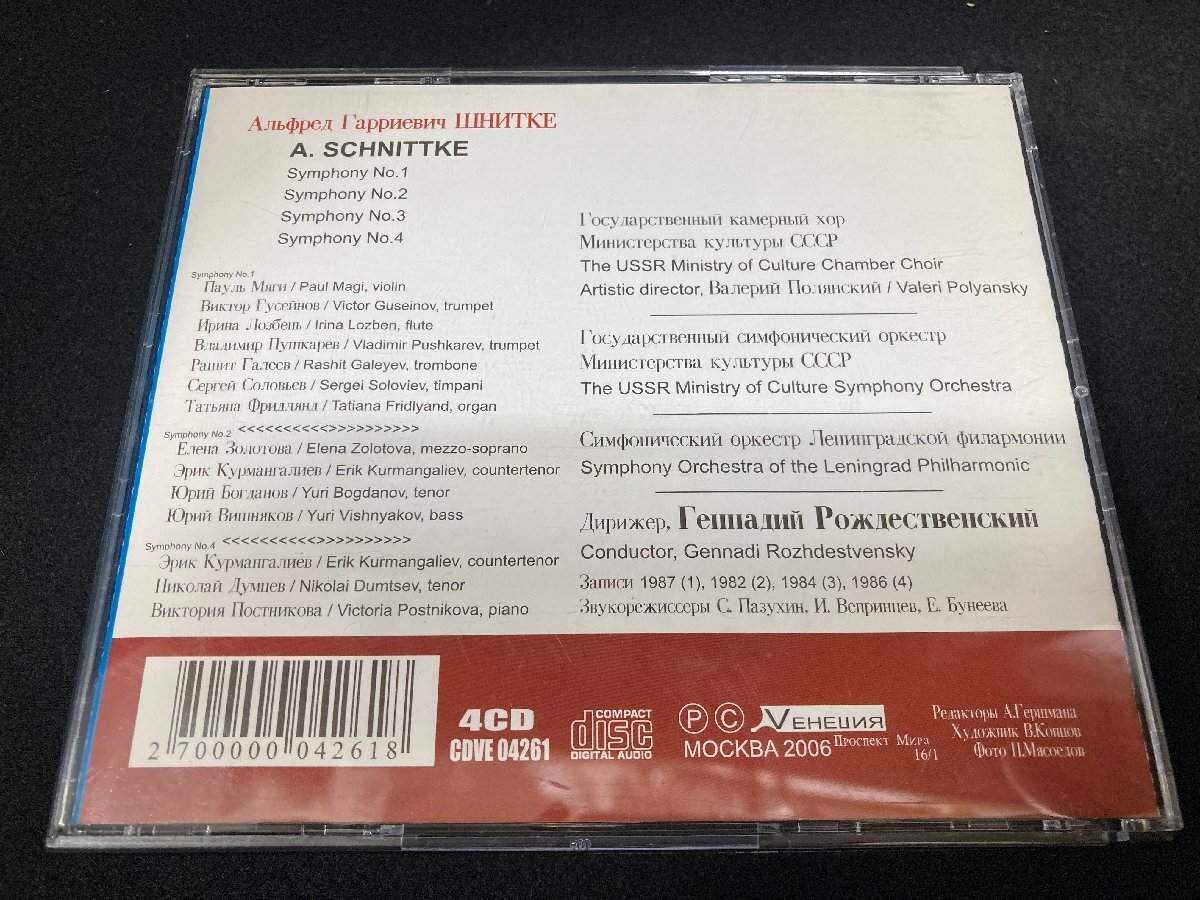 Альфред Гарриевич ШНИТКЕ
A. SCHNITTKE
Symphony No.1
Symphony No.2
Symphony No.3
Symphony No.4
Symphony No.1
Пауль Мяги / Paul Magi, violin
Виктор Гусейнов / Victor Guseinov, trumpet
Ирина Лозбень / Irina Lozben, flute
Владимир Пушкарев / Vladimir Pushkarev, trumpet
Рашит Галеев / Rashit Galeyev, trombone
Сергей Соловьев / Sergei Soloviev, timpani
Татьяна Фридлянд / Tatiana Fridlyand, organ
Symphony No.2 <<<<<<<<<<>>>>>>>>>>
Елена Золотова / Elena Zolotova, mezzo-soprano
Эрик Курмангалиев / Erik Kurmangaliev, countertenor
Юрий Богданов / Yuri Bogdanov, tenor
Юрий Вишняков / Yuri Vishnyakov, bass
Symphony No.4 <<<<<<<<<<>>>>>>>>>>
Эрик Курмангалиев / Erik Kurmangaliev, countertenor
Николай Думцев / Nikolai Dumtsev, tenor
Виктория Постникова / Victoria Postnikova, piano
Государственный камерный хор
Министерства культуры СССР
The USSR Ministry of Culture Chamber Choir
Artistic director, Валерий Полянский / Valeri Polyansky
Государственный симфонический оркестр
Министерства культуры СССР
The USSR Ministry of Culture Symphony Orchestra
Симфонический оркестр Ленинградской филармонии
Symphony Orchestra of the Leningrad Philharmonic
Дирижер, Геннадий Рождественский
Conductor, Gennadi Rozhdestvensky
Записи 1987 (1), 1982 (2), 1984 (3), 1986 (4)
Звукорежиссеры С. Пазухин, И. Вепринцев, Е. Бунеева
2 700000 042618
4CD
CDVE 04261
COMPACT
disc
DIGITAL AUDIO
Ⓟ Ⓒ Венеция
МОСКВА 2006
Проспект Мира
16/1
Редакторы А.Гершмана
Художник В.Копцов
Фото П.Мясоедов